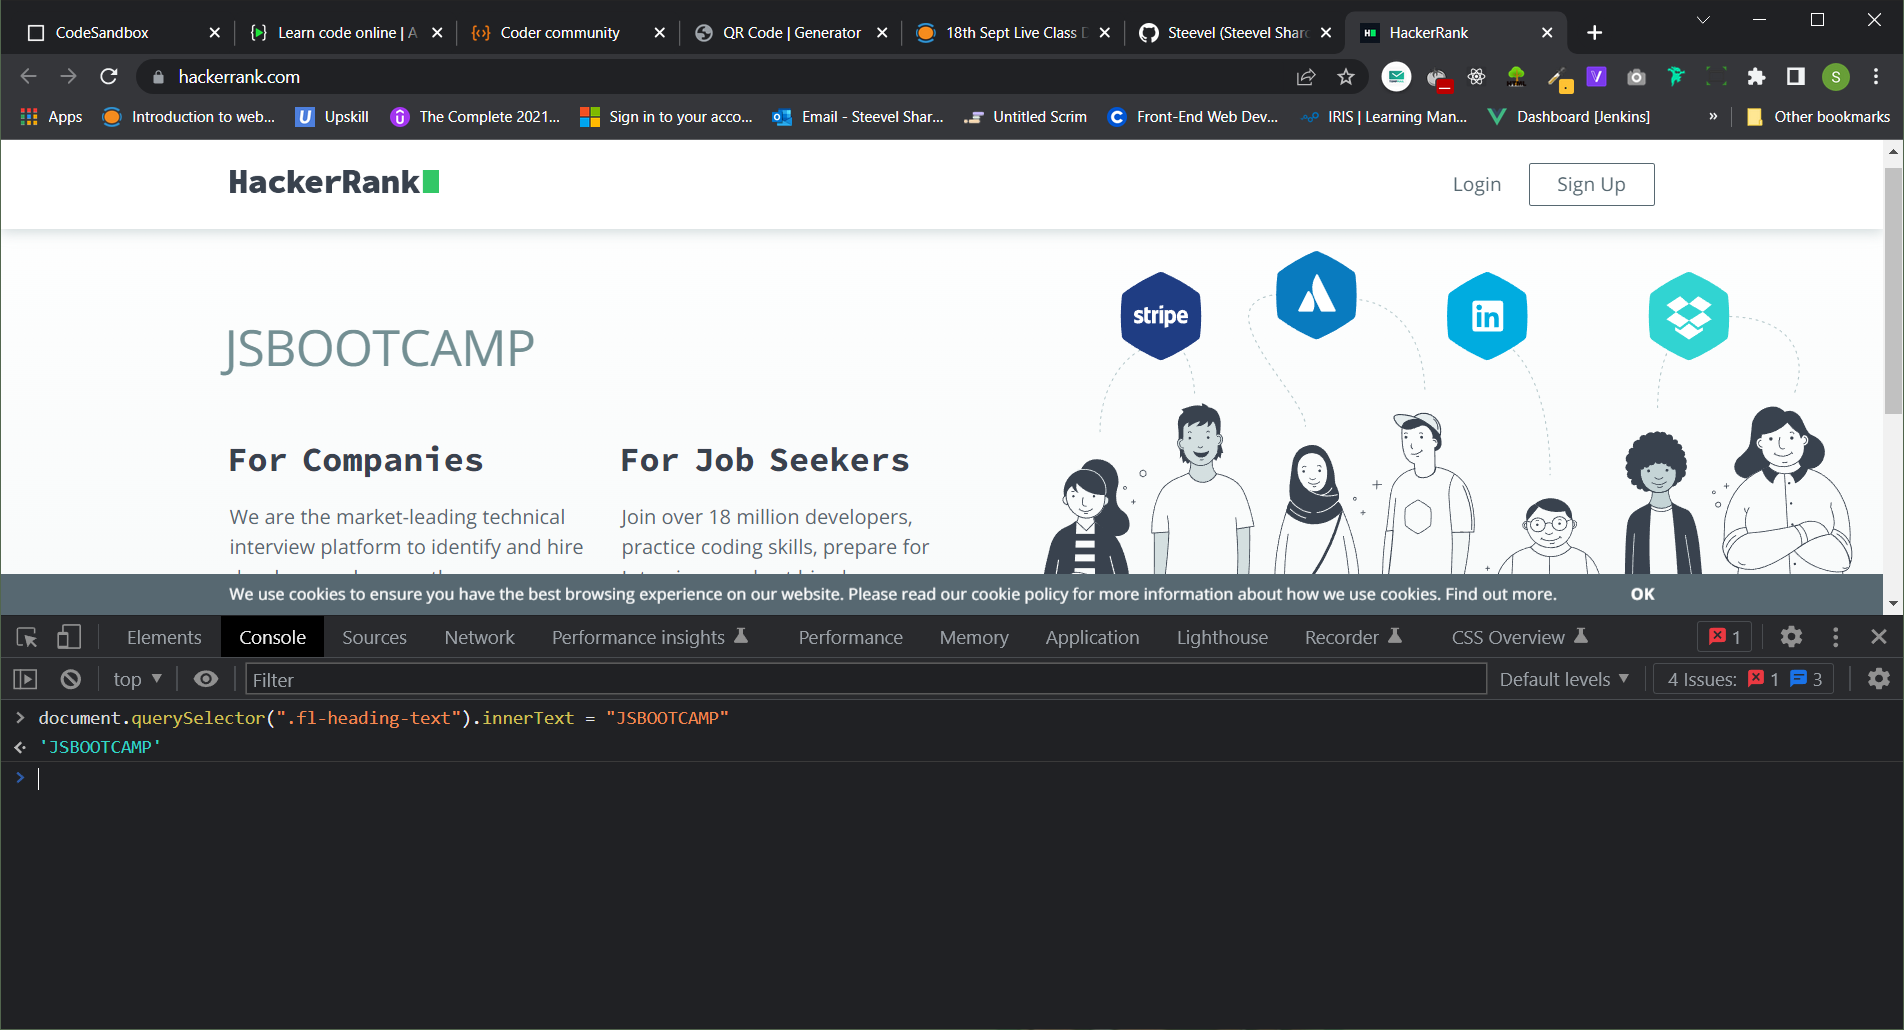 CodeSandbox
Learn code online | A
Coder community
QR Code | Generator
18th Sept Live Class D
Steevel (Steevel Sharo
HackerRank
hackerrank.com
S
Apps
Introduction to web...
Upskill
The Complete 2021...
Sign in to your acco...
Email - Steevel Shar...
Untitled Scrim
Front-End Web Dev...
IRIS | Learning Man...
Dashboard [Jenkins]
»
Other bookmarks
HackerRank
Login
Sign Up
stripe
in
JSBOOTCAMP
For Companies
For Job Seekers
We are the market-leading technical
interview platform to identify and hire
Join over 18 million developers,
practice coding skills, prepare for
We use cookies to ensure you have the best browsing experience on our website. Please read our cookie policy for more information about how we use cookies. Find out more.
OK
Elements
Console
Sources
Network
Performance insights
Performance
Memory
Application
Lighthouse
Recorder
CSS Overview
1
top
Filter
Default levels
4 Issues: 1 3
> document.querySelector(".fl-heading-text").innerText = "JSBOOTCAMP"
'JSBOOTCAMP'
>